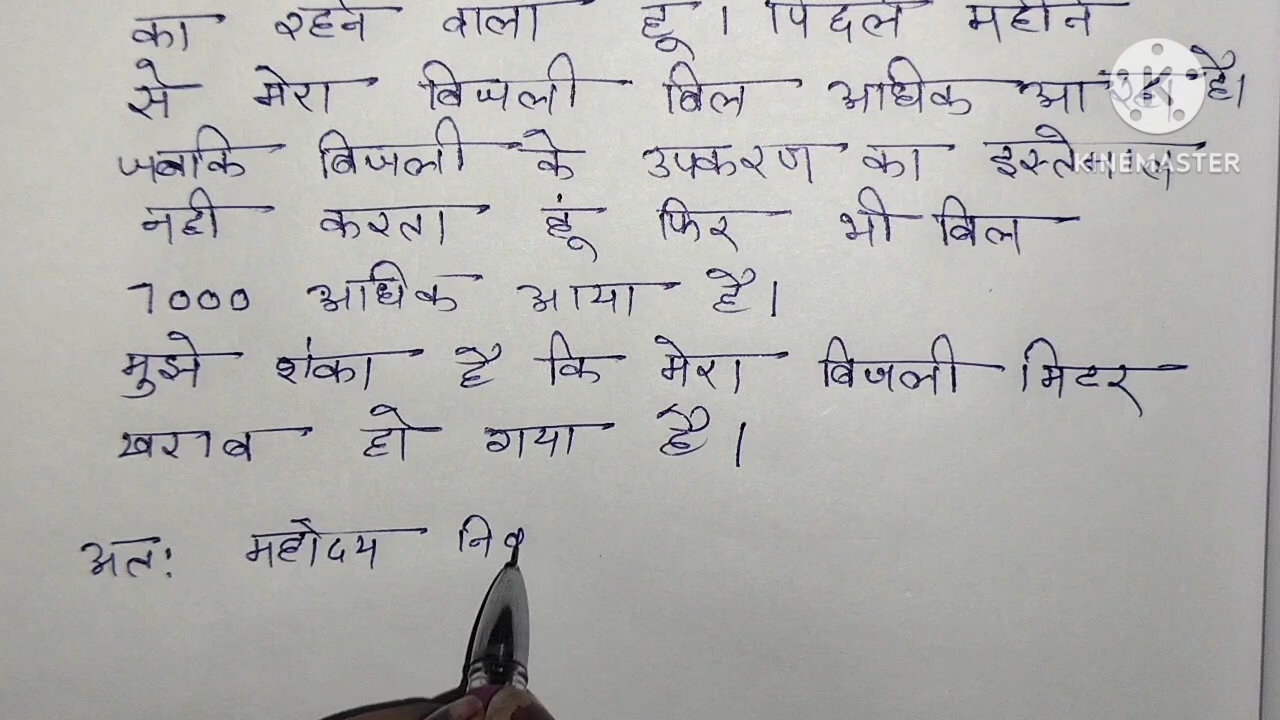 का रहने वाला हूं। पिछले महीने
से मेरा बिजली बिल अधिक आ रहा है।
जबकि बिजली के उपकरण का इस्तेमाल
नही करता हूं फिर भी बिल
7000 अधिक आया है।
मुझे शंका है कि मेरा बिजली मिटर
खराब हो गया है।
अतः महोदय नि
KINEMASTER